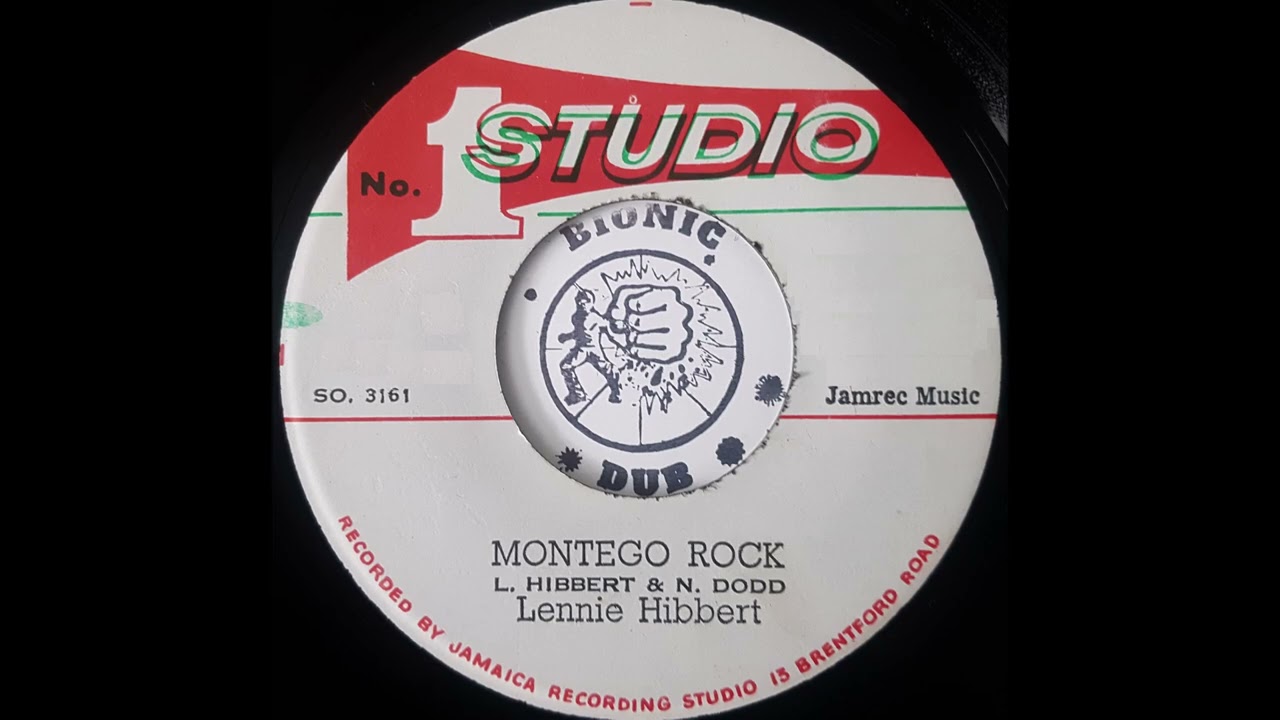 No. 1 STUDIO
BIONIC
DUB
SO. 3161
Jamrec Music
MONTEGO ROCK
L. HIBBERT & N. DODD
Lennie Hibbert
RECORDED BY JAMAICA RECORDING STUDIO 13 BRENTFORD ROAD